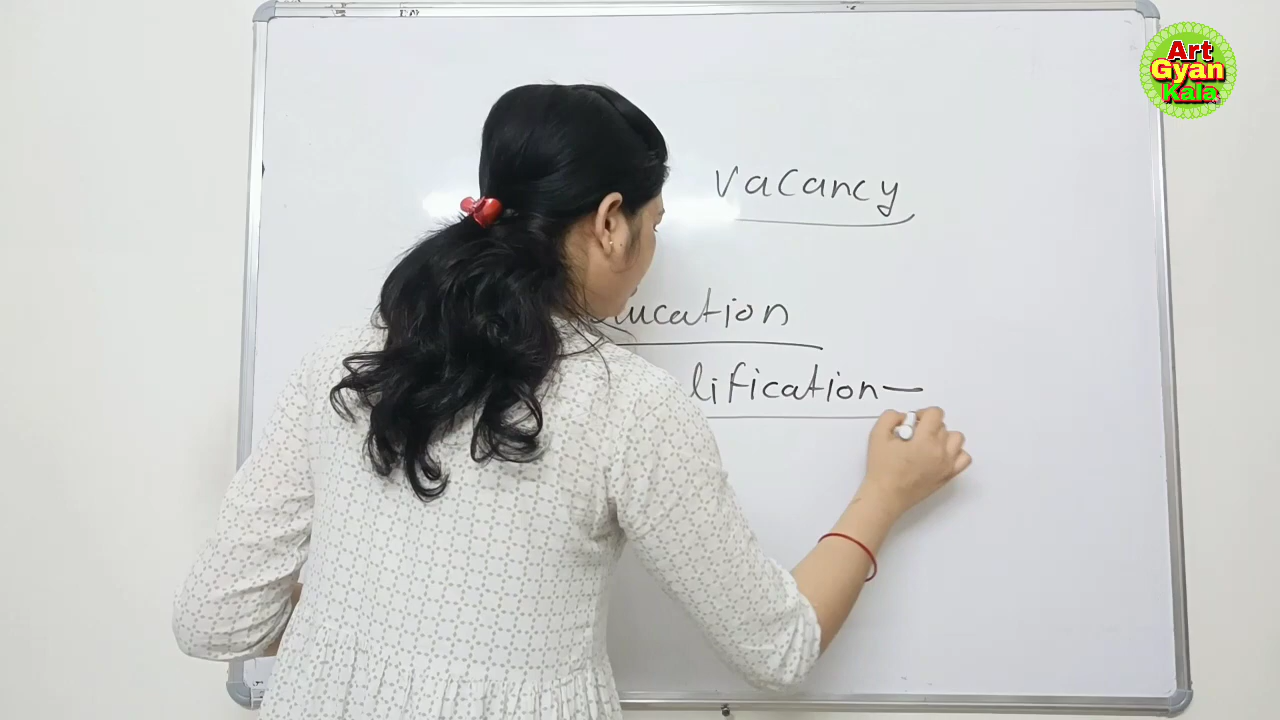 Art
Gyan
Kala
vacancy
ucation
lification—